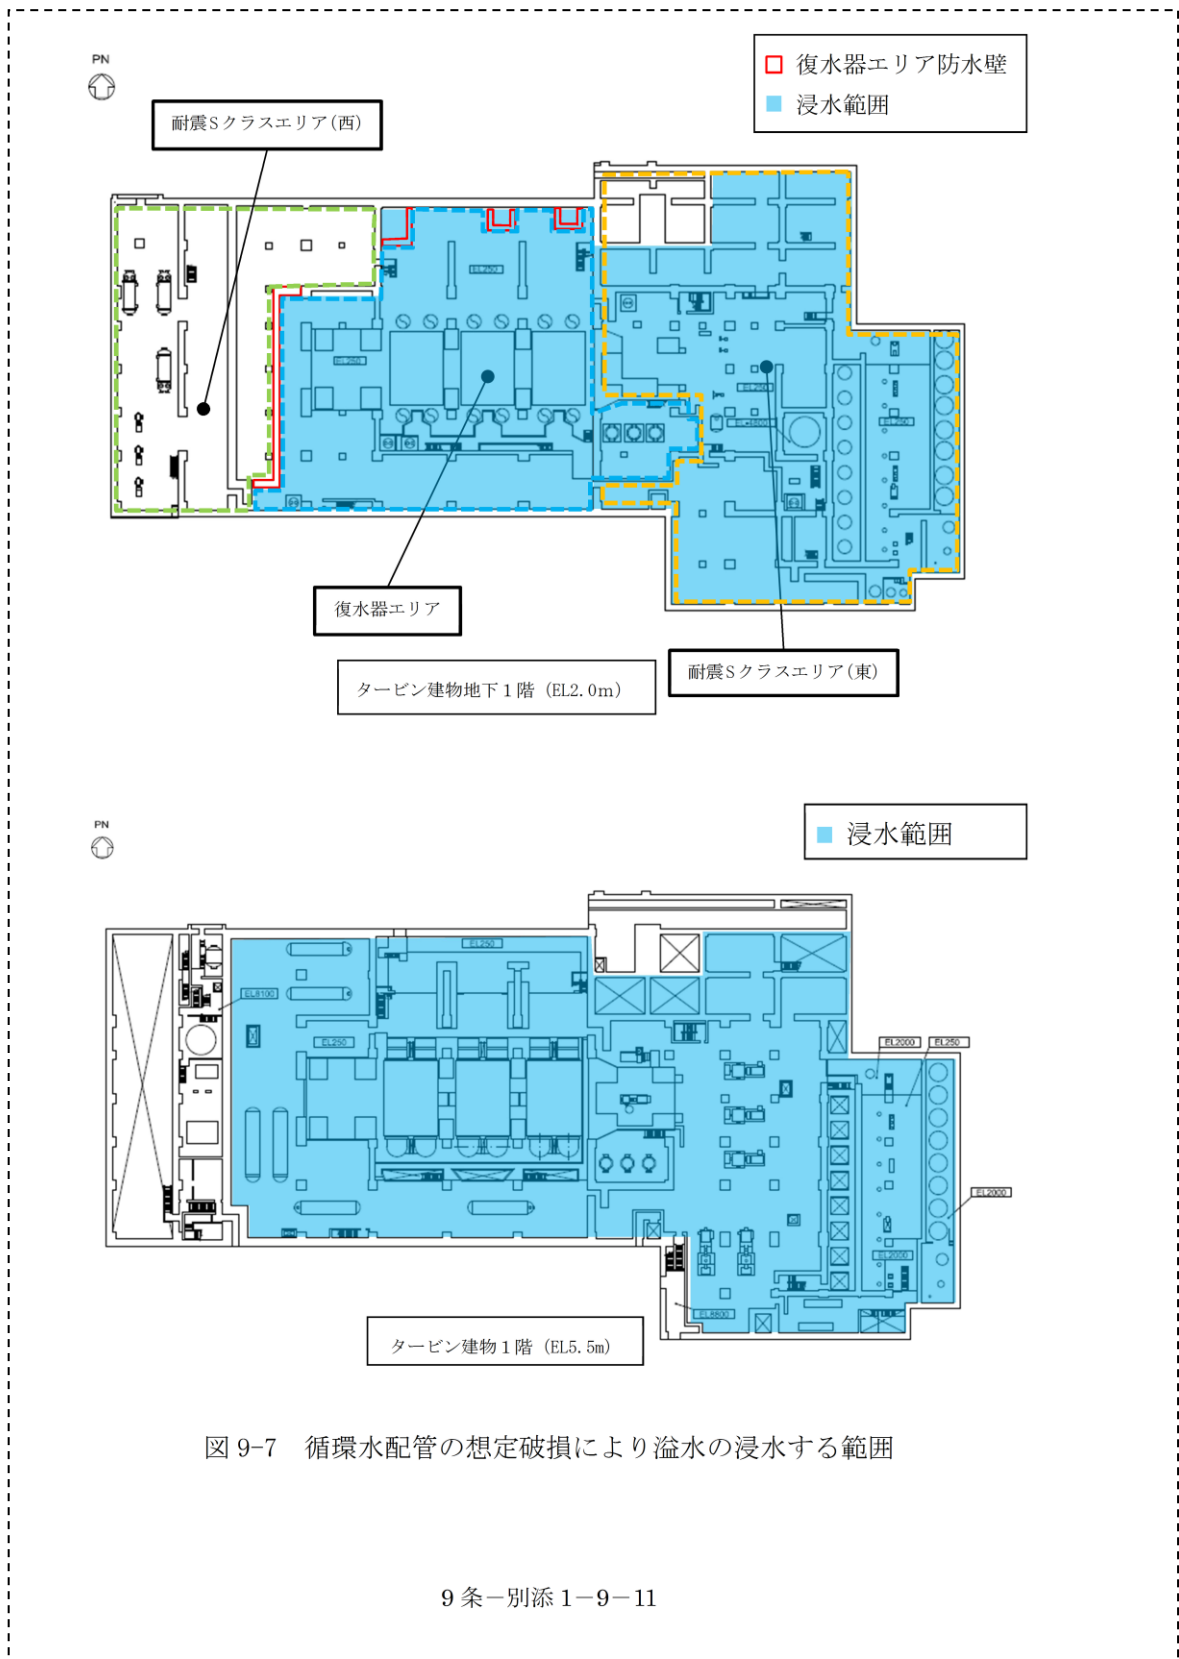 PN
復水器エリア防水壁
浸水範囲
耐震Sクラスエリア(西)
EL250
EL250
EL250
EL250
復水器エリア
耐震Sクラスエリア(東)
タービン建物地下１階（EL2.0m）
PN
浸水範囲
EL250
EL8100
EL250
EL2000
EL250
EL2000
EL2000
EL8800
タービン建物１階（EL5.5m）
図 9-7　循環水配管の想定破損により溢水の浸水する範囲
9 条－別添 1－9－11